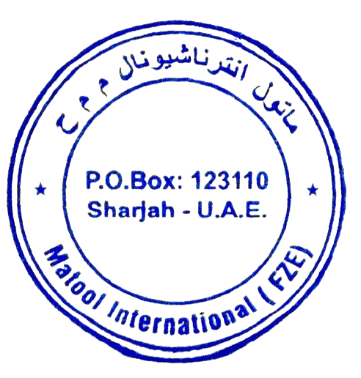 ماتول انترناشيونال م م ح
P.O.Box: 123110
Sharjah - U.A.E.
Matool International ( FZE)